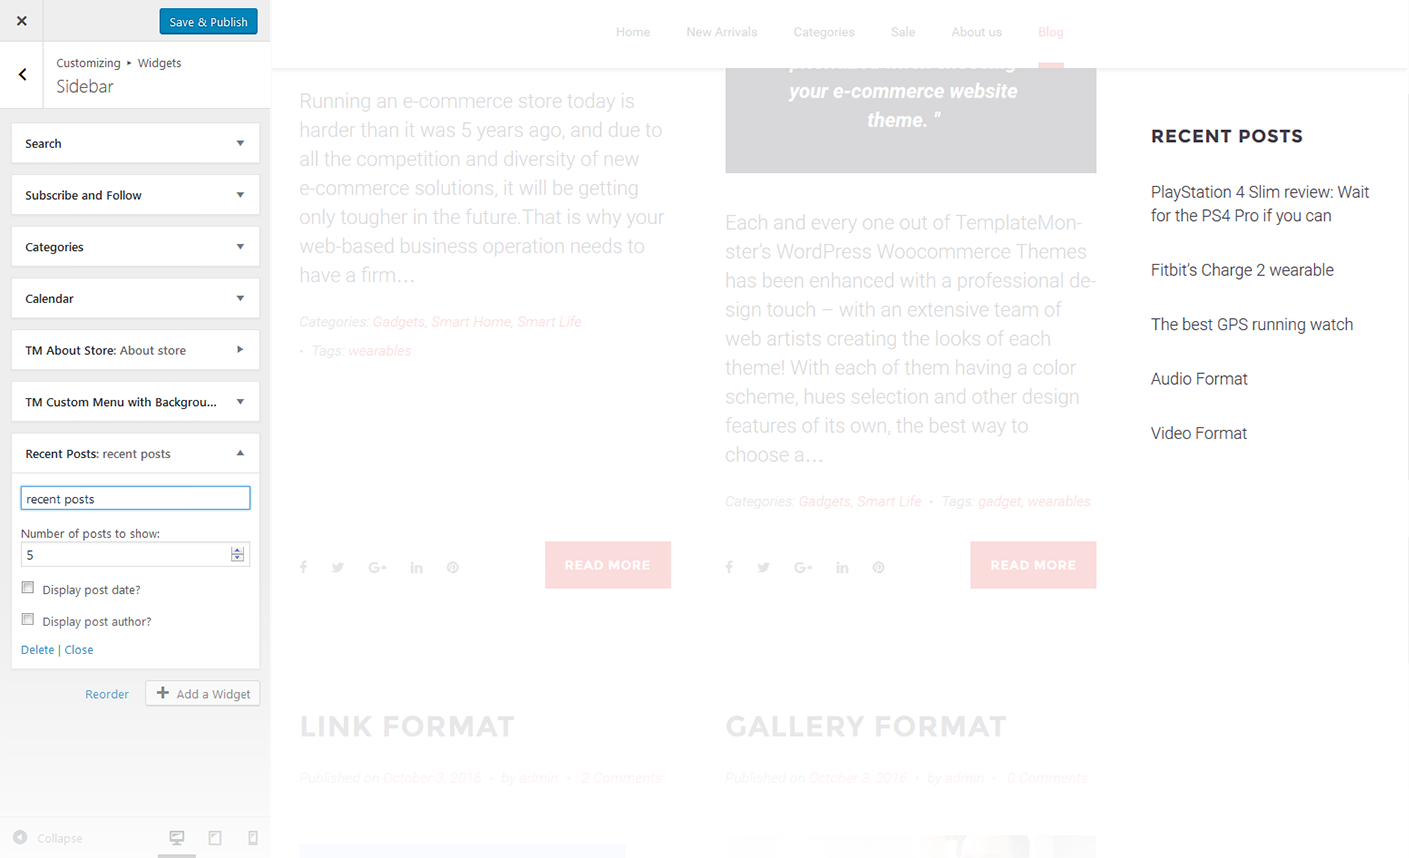 Save & Publish
Customizing ▸ Widgets
Sidebar
Search
Subscribe and Follow
Categories
Calendar
TM About Store: About store
TM Custom Menu with Backgrou...
Recent Posts: recent posts
recent posts
Number of posts to show:
5
Display post date?
Display post author?
Delete | Close
Reorder
Add a Widget
Collapse
Home New Arrivals Categories Sale About us Blog
Running an e-commerce store today is
harder than it was 5 years ago, and due to
all the competition and diversity of new
e-commerce solutions, it will be getting
only tougher in the future.That is why your
web-based business operation needs to
have a firm…
Categories: Gadgets, Smart Home, Smart Life
• Tags: wearables
READ MORE
LINK FORMAT
Published on October 3, 2016 • by admin • 2 Comments
your e-commerce website
theme. "
Each and every one out of TemplateMon-
ster’s WordPress Woocommerce Themes
has been enhanced with a professional de-
sign touch – with an extensive team of
web artists creating the looks of each
theme! With each of them having a color
scheme, hues selection and other design
features of its own, the best way to
choose a…
Categories: Gadgets, Smart Life • Tags: gadget, wearables
READ MORE
GALLERY FORMAT
Published on October 3, 2016 • by admin • 0 Comments
RECENT POSTS
PlayStation 4 Slim review: Wait
for the PS4 Pro if you can
Fitbit’s Charge 2 wearable
The best GPS running watch
Audio Format
Video Format